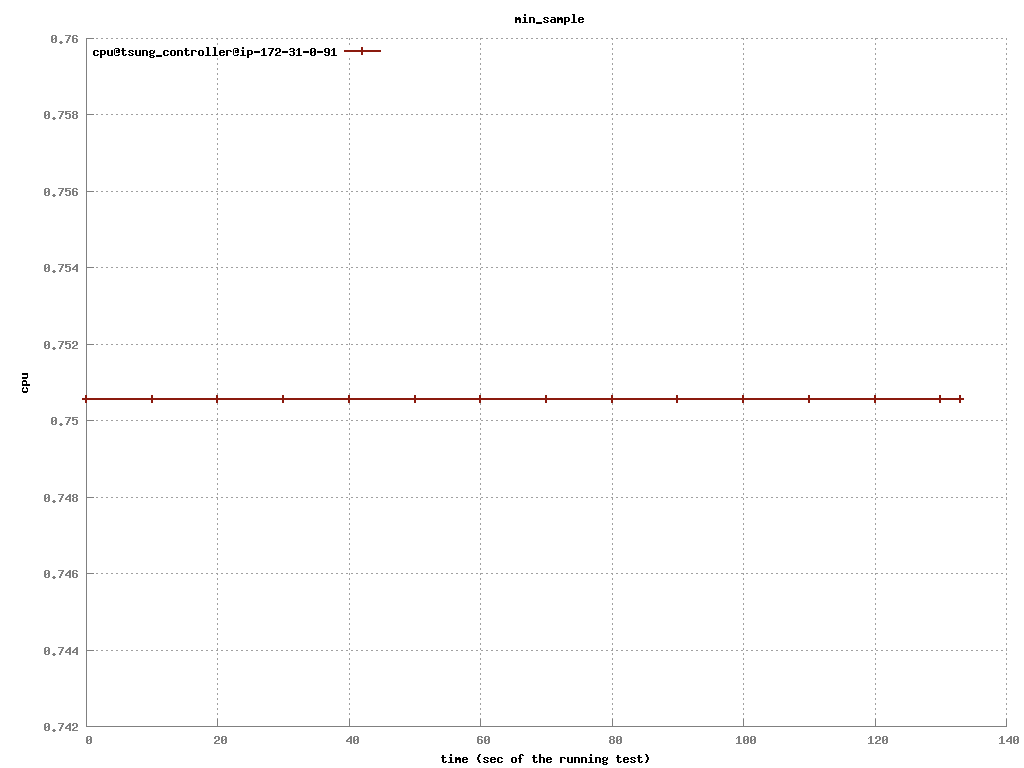 min_sample
0.76
cpu@tsung_controller@ip-172-31-0-91
0.758
0.756
0.754
0.752
cpu
0.75
0.748
0.746
0.744
0.742
0 20 40 60 80 100 120 140
time (sec of the running test)